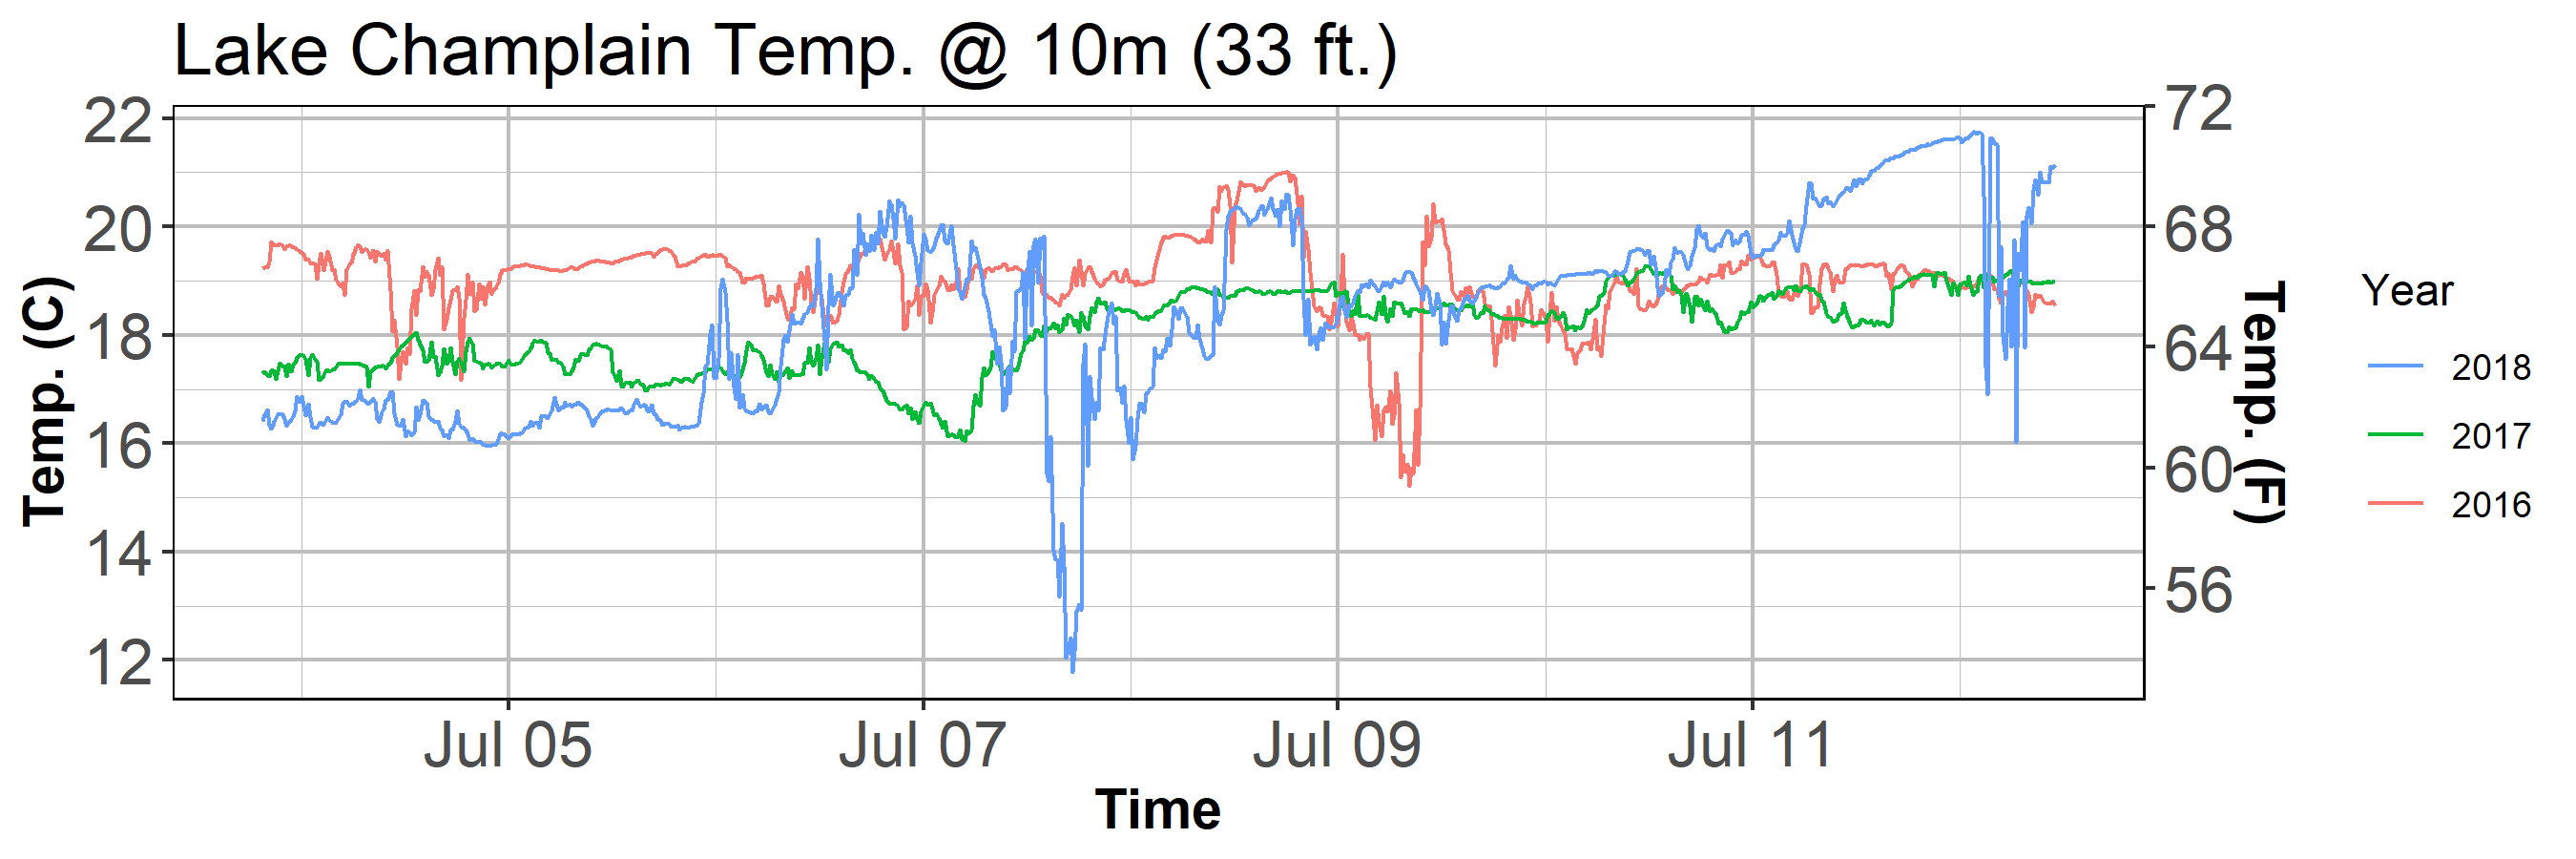 Lake Champlain Temp. @ 10m (33 ft.)
Temp. (C)
22
20
18
16
14
12
72
68
64
60
56
Temp. (F)
Jul 05 Jul 07 Jul 09 Jul 11
Time
Year
2018
2017
2016